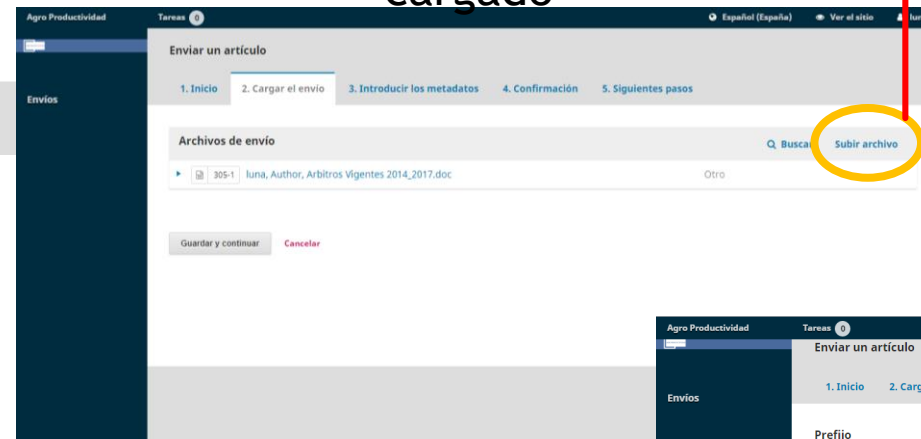 cargado
Agro Productividad Tareas 0 Español (España) Ver el sitio
Enviar un artículo
Envíos
1. Inicio 2. Cargar el envío 3. Introducir los metadatos 4. Confirmación 5. Siguientes pasos
Archivos de envío Buscar Subir archivo
305-1 luna, Author, Arbitros Vigentes 2014_2017.doc Otro
Guardar y continuar Cancelar
Agro Productividad Tareas 0
Enviar un artículo
Envíos
1. Inicio 2. Carg
Prefijo